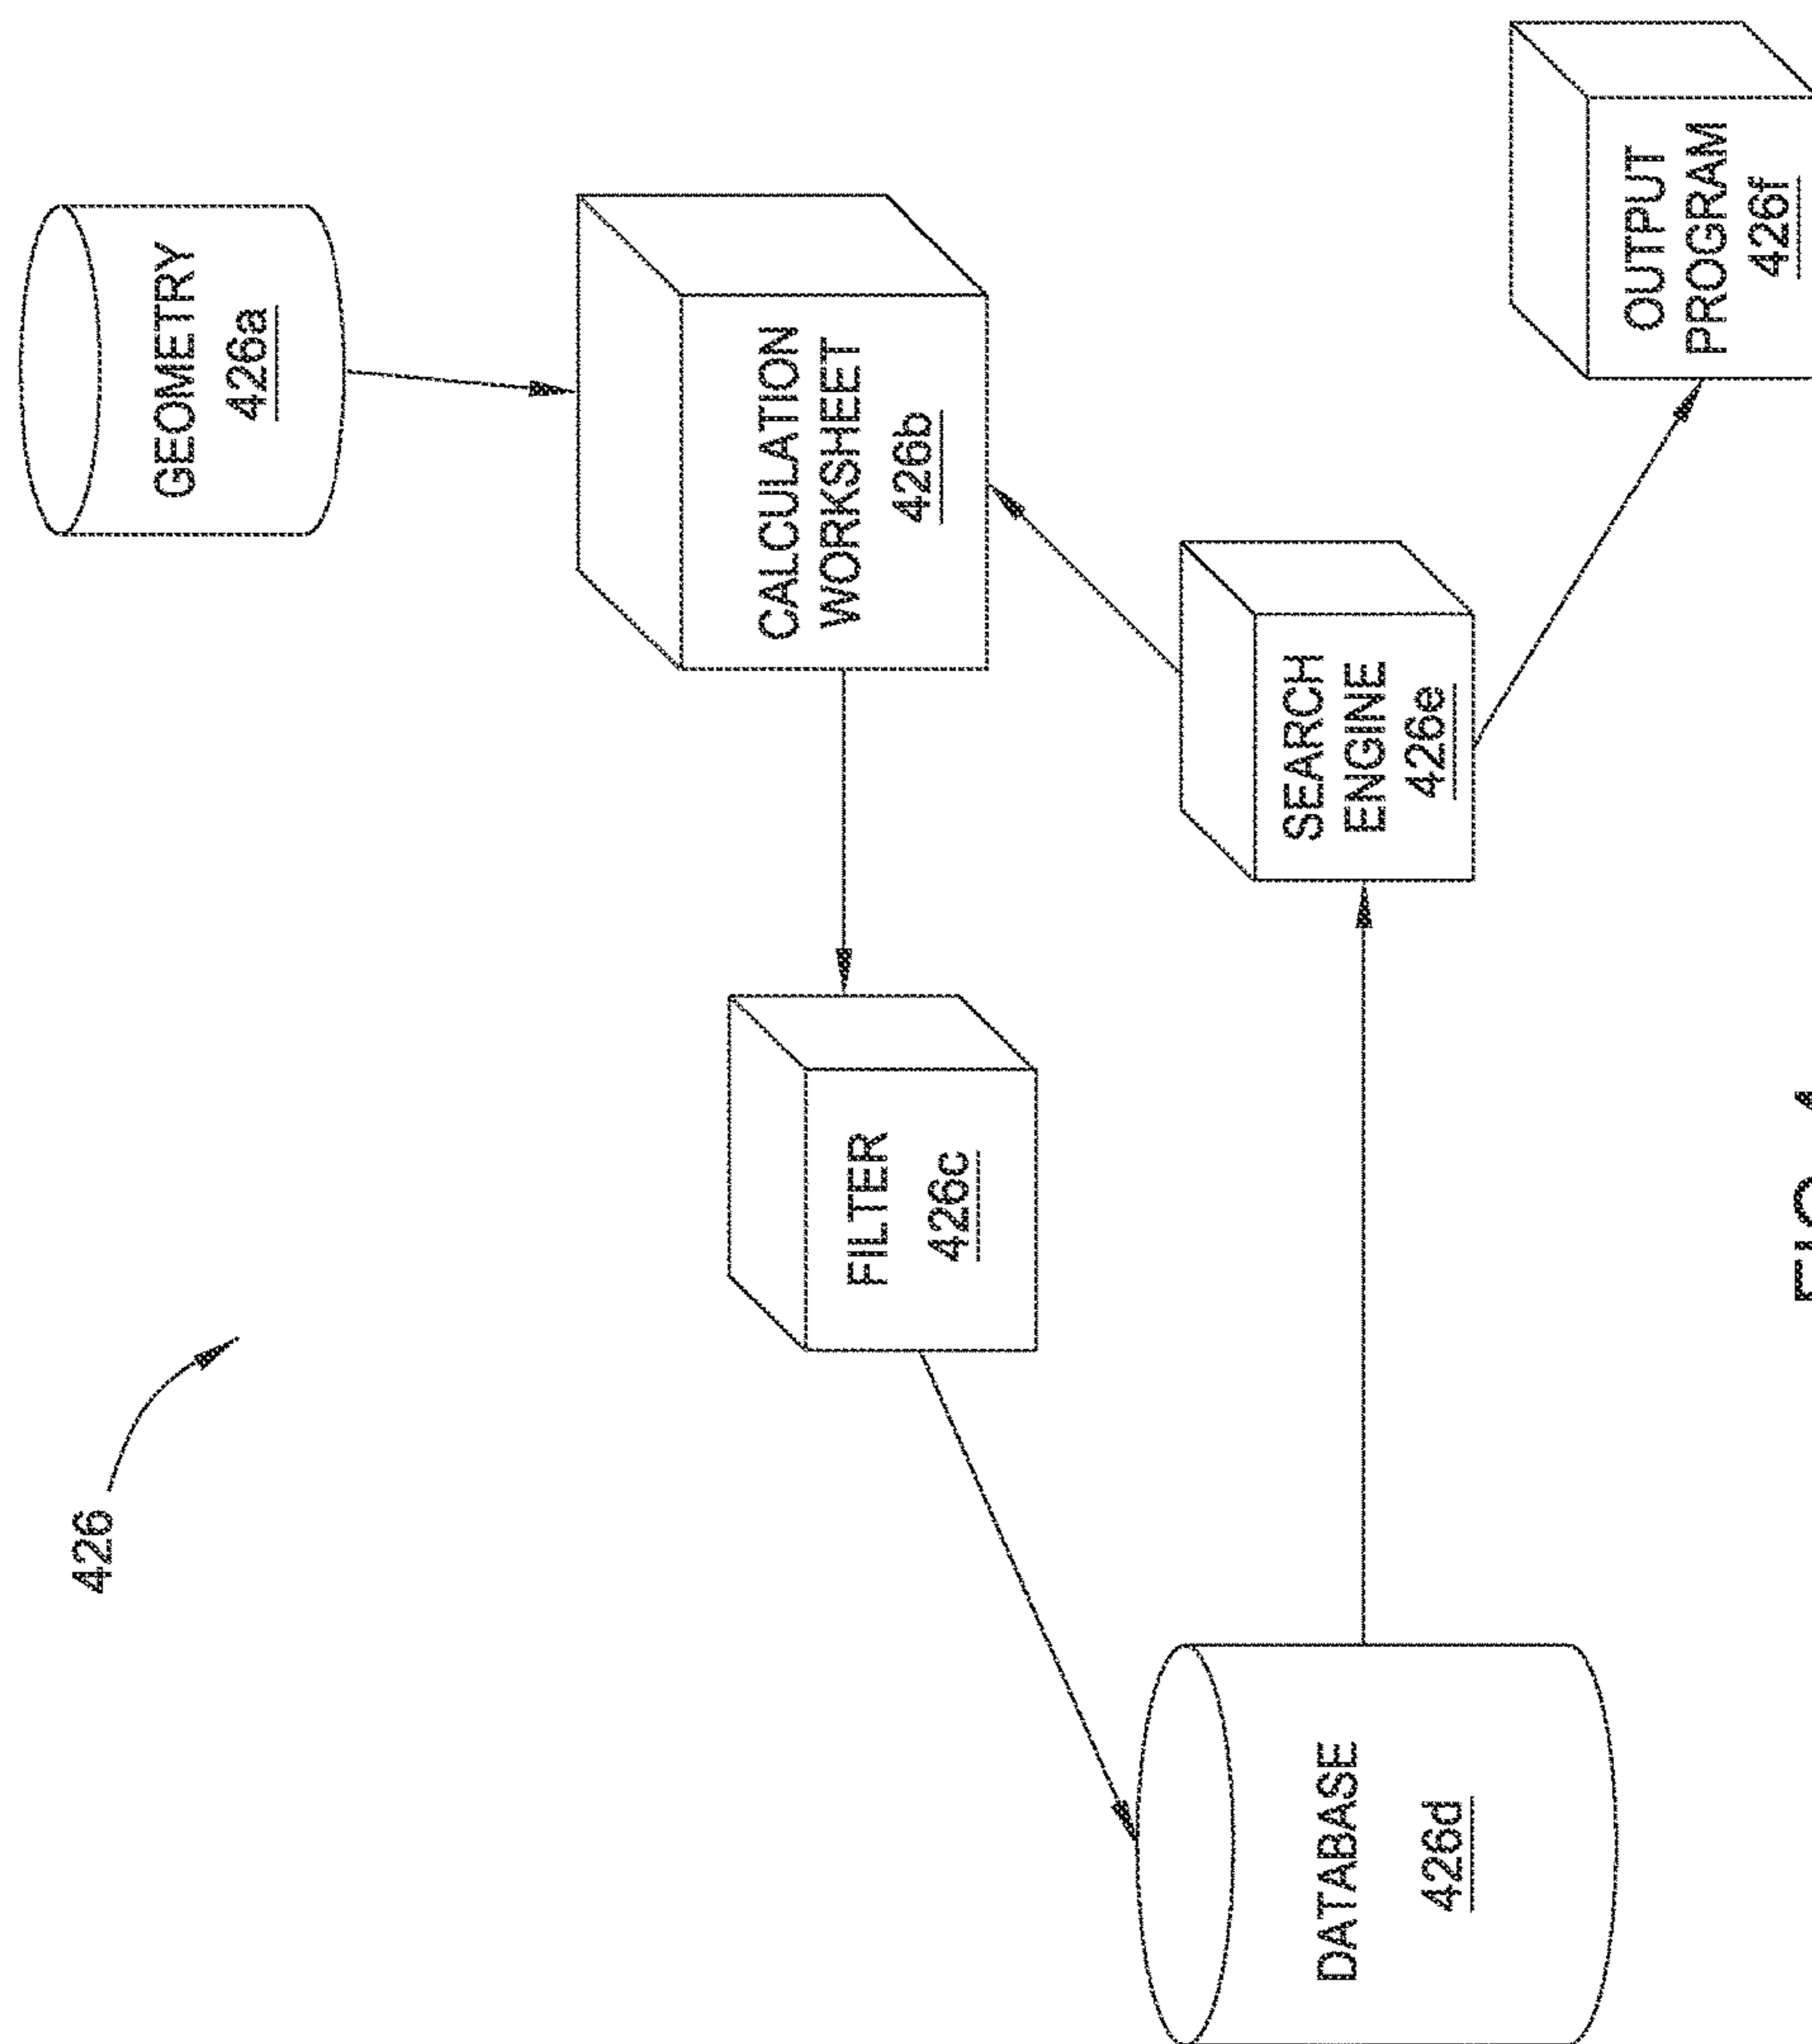 426
GEOMETRY
426a
CALCULATION
WORKSHEET
426b
FILTER
426c
DATABASE
426d
SEARCH
ENGINE
426e
OUTPUT
PROGRAM
426f